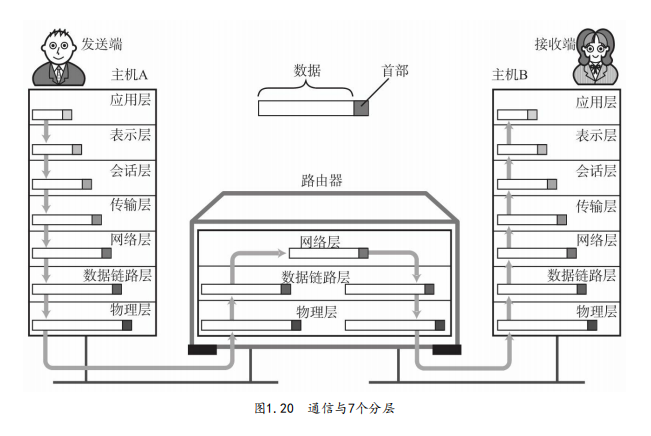 发送端
接收端
主机A
主机B
数据
首部
应用层
表示层
会话层
传输层
网络层
数据链路层
物理层
路由器
网络层
数据链路层
物理层
应用层
表示层
会话层
传输层
网络层
数据链路层
物理层
图1.20 通信与7个分层